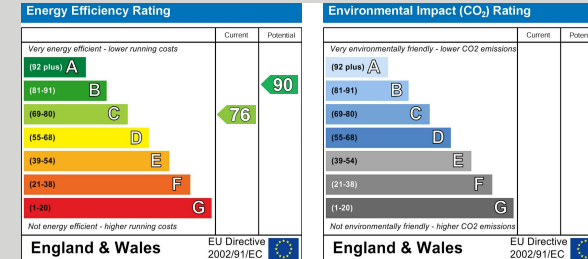 Energy Efficiency Rating
Current Potential
Very energy efficient - lower running costs
(92 plus) A
(81-91) B
(69-80) C
(55-68) D
(39-54) E
(21-38) F
(1-20) G
76
90
Not energy efficient - higher running costs
England & Wales
EU Directive
2002/91/EC
Environmental Impact (CO₂) Rating
Current Poten
Very environmentally friendly - lower CO2 emissions
(92 plus) A
(81-91) B
(69-80) C
(55-68) D
(39-54) E
(21-38) F
(1-20) G
Not environmentally friendly - higher CO2 emissions
England & Wales
EU Directive
2002/91/EC